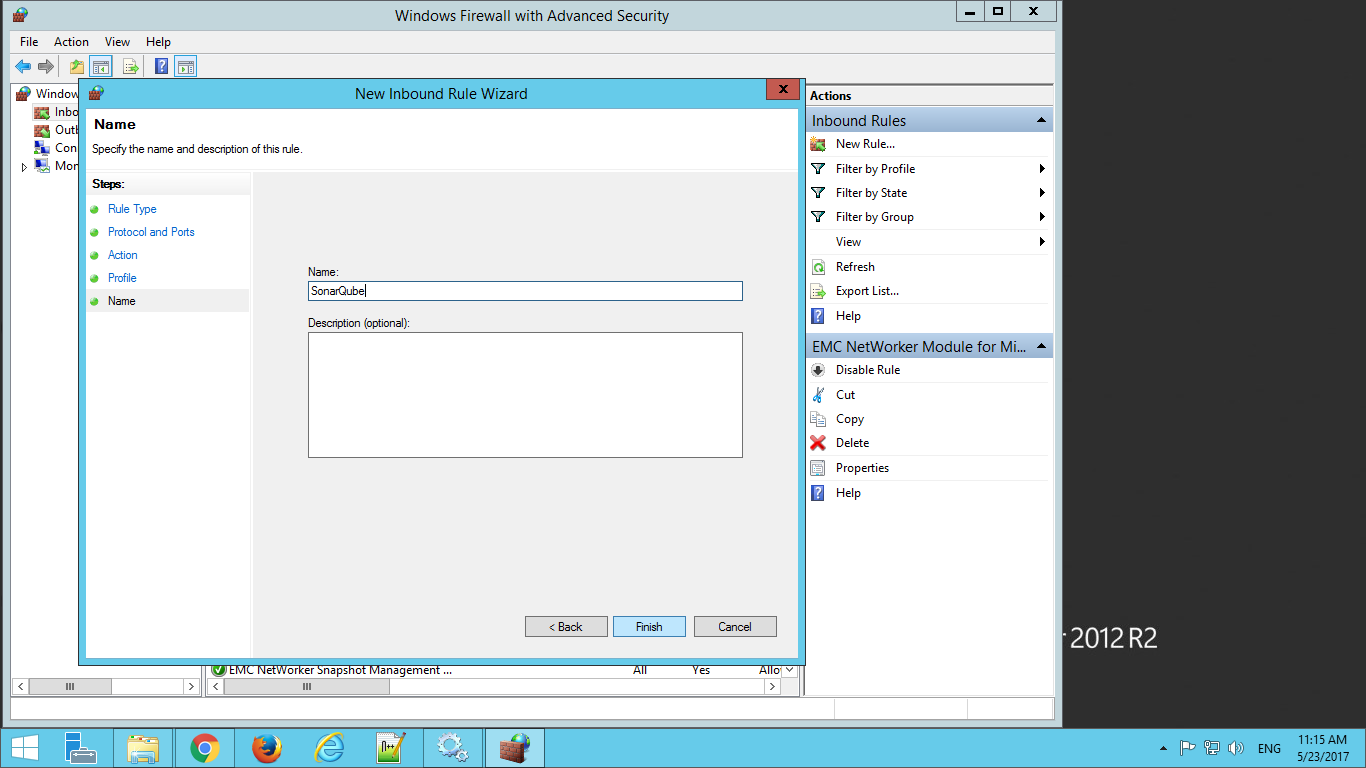 Windows Firewall with Advanced Security
File Action View Help
Window
Inbo
Outb
Con
Mon
New Inbound Rule Wizard
Name
Specify the name and description of this rule.
Steps:
Rule Type
Protocol and Ports
Action
Profile
Name
Name:
SonarQube
Description (optional):
< Back Finish Cancel
EMC NetWorker Snapshot Management ... All Yes Allo
Actions
Inbound Rules
New Rule...
Filter by Profile
Filter by State
Filter by Group
View
Refresh
Export List...
Help
EMC NetWorker Module for Mi...
Disable Rule
Cut
Copy
Delete
Properties
Help
2012 R2
ENG
11:15 AM
5/23/2017